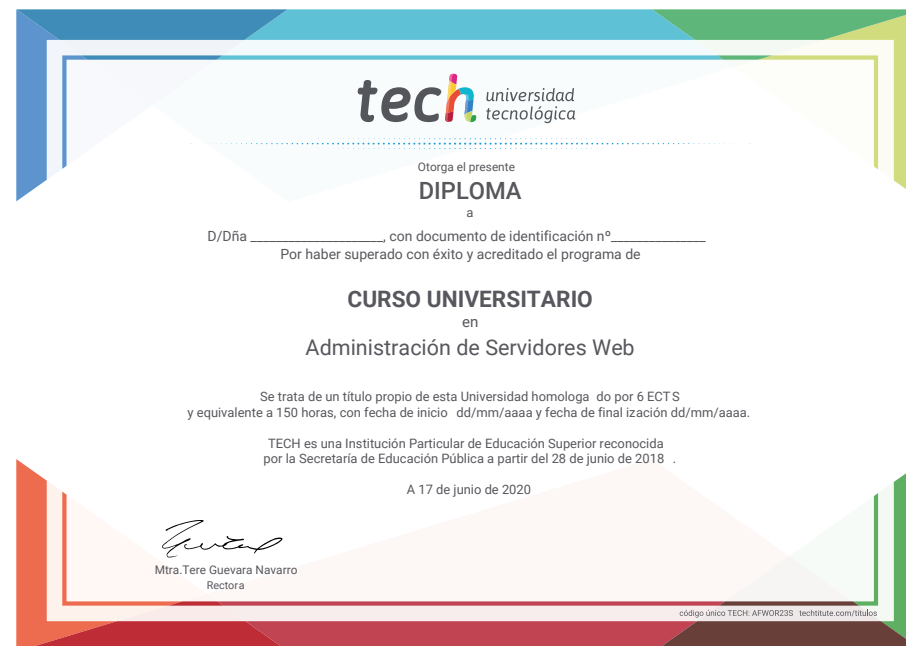 tech universidad
tecnológica
Otorga el presente
DIPLOMA
a
D/Dña ____________________, con documento de identificación nº______________
Por haber superado con éxito y acreditado el programa de
CURSO UNIVERSITARIO
en
Administración de Servidores Web
Se trata de un título propio de esta Universidad homologa do por 6 ECTS
y equivalente a 150 horas, con fecha de inicio dd/mm/aaaa y fecha de final ización dd/mm/aaaa.
TECH es una Institución Particular de Educación Superior reconocida
por la Secretaría de Educación Pública a partir del 28 de junio de 2018 .
A 17 de junio de 2020
Mtra.Tere Guevara Navarro
Rectora
código único TECH: AFWOR23S techtitute.com/titulos